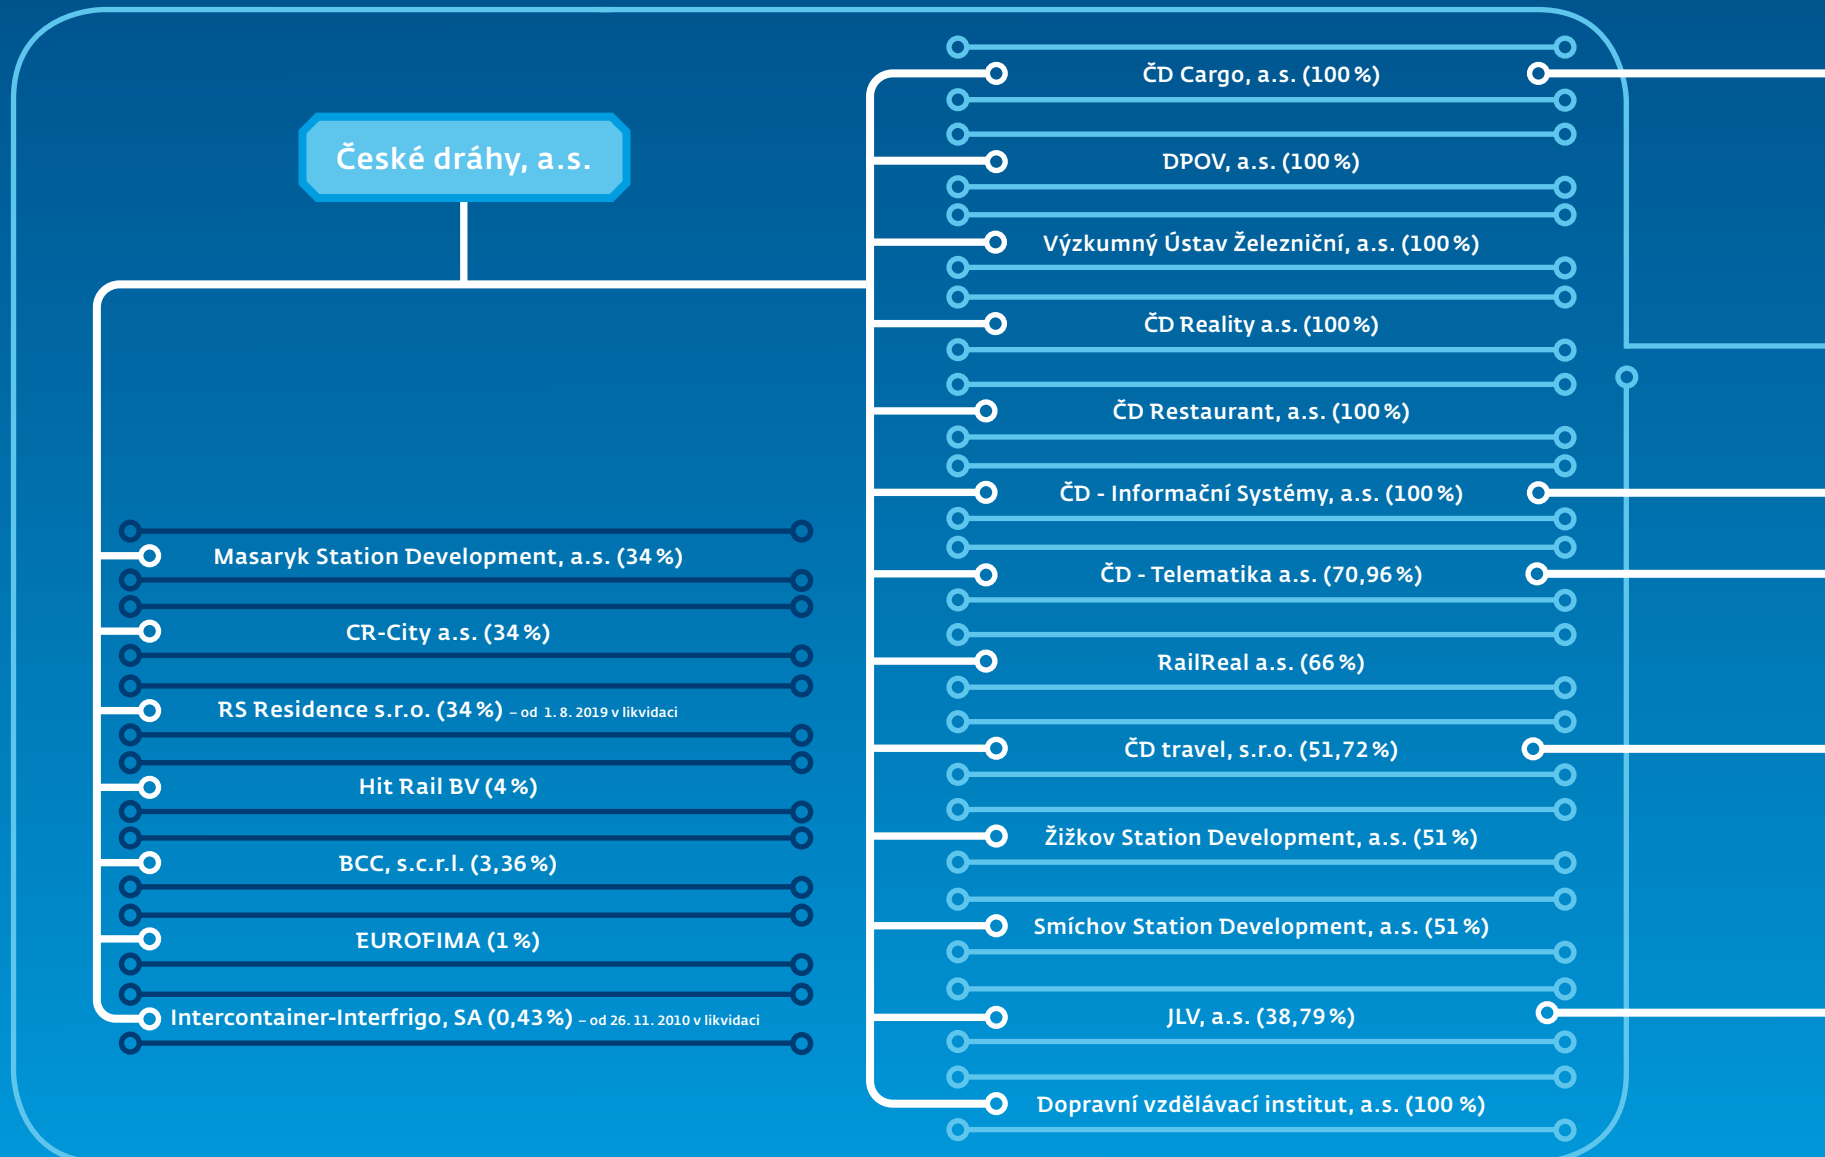 České dráhy, a.s.
Masaryk Station Development, a.s. (34 %)
CR-City a.s. (34 %)
RS Residence s.r.o. (34 %) – od 1. 8. 2019 v likvidaci
Hit Rail BV (4 %)
BCC, s.c.r.l. (3,36 %)
EUROFIMA (1 %)
Intercontainer-Interfrigo, SA (0,43 %) – od 26. 11. 2010 v likvidaci
ČD Cargo, a.s. (100 %)
DPOV, a.s. (100 %)
Výzkumný Ústav Železniční, a.s. (100 %)
ČD Reality a.s. (100 %)
ČD Restaurant, a.s. (100 %)
ČD - Informační Systémy, a.s. (100 %)
ČD - Telematika a.s. (70,96 %)
RailReal a.s. (66 %)
ČD travel, s.r.o. (51,72 %)
Žižkov Station Development, a.s. (51 %)
Smíchov Station Development, a.s. (51 %)
JLV, a.s. (38,79 %)
Dopravní vzdělávací institut, a.s. (100 %)